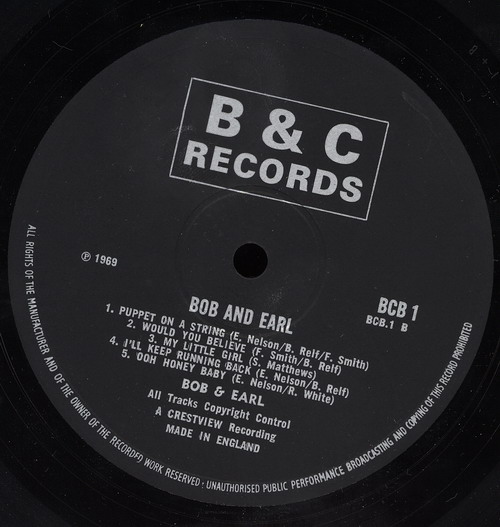 B & C
RECORDS
℗ 1969
BCB 1
BCB.1 B
BOB AND EARL
1. PUPPET ON A STRING (E. Nelson/B. Relf/F. Smith)
2. WOULD YOU BELIEVE (F. Smith/B. Relf)
3. MY LITTLE GIRL (S. Matthews)
4. I'LL KEEP RUNNING BACK (E. Nelson/B. Relf)
5. OOH HONEY BABY (E. Nelson/R. White)
BOB & EARL
All Tracks Copyright Control
A CRESTVIEW Recording
MADE IN ENGLAND
ALL RIGHTS OF THE MANUFACTURER AND OF THE OWNER OF THE RECORDED WORK RESERVED : UNAUTHORISED PUBLIC PERFORMANCE BROADCASTING AND COPYING OF THIS RECORD PROHIBITED